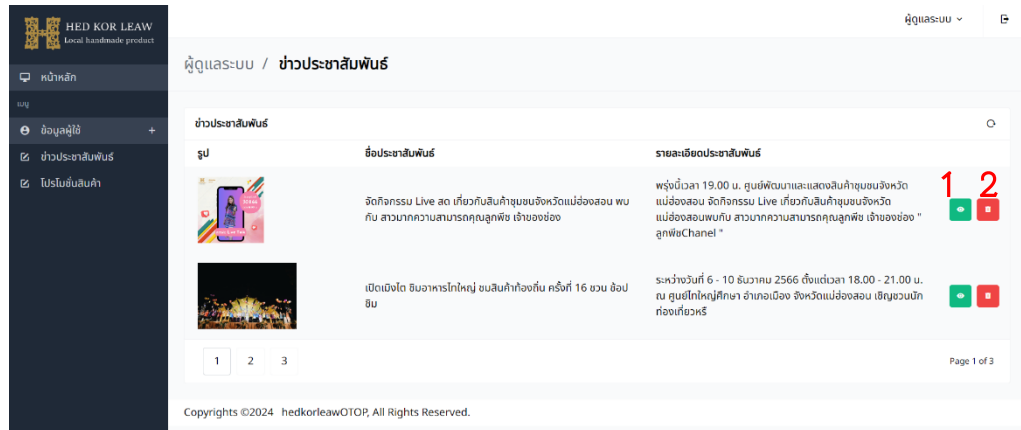 HED KOR LEAW
Local handmade product
ผู้ดูแลระบบ
หน้าหลัก
เมนู
ข้อมูลผู้ใช้ +
ข่าวประชาสัมพันธ์
โปรโมชั่นสินค้า
ผู้ดูแลระบบ / ข่าวประชาสัมพันธ์
ข่าวประชาสัมพันธ์
รูป ชื่อประชาสัมพันธ์ รายละเอียดประชาสัมพันธ์
1 2
จัดกิจกรรม Live สด เกี่ยวกับสินค้าชุมชนจังหวัดแม่ฮ่องสอน พบ
กับ สาวมากความสามารถคุณลูกพีช เจ้าของช่อง
พรุ่งนี้เวลา 19.00 น. ศูนย์พัฒนาและแสดงสินค้าชุมชนจังหวัด
แม่ฮ่องสอน จัดกิจกรรม Live เกี่ยวกับสินค้าชุมชนจังหวัด
แม่ฮ่องสอนพบกับ สาวมากความสามารถคุณลูกพีช เจ้าของช่อง "
ลูกพีชChanel "
เปิดเมิงไต ชิมอาหารไทใหญ่ ชมสินค้าท้องถิ่น ครั้งที่ 16 ชวน ช้อป
ชิม
ระหว่างวันที่ 6 - 10 ธันวาคม 2566 ตั้งแต่เวลา 18.00 - 21.00 น.
ณ ศูนย์ไทใหญ่ศึกษา อำเภอเมือง จังหวัดแม่ฮ่องสอน เชิญชวนนัก
ท่องเที่ยวหรื
1 2 3
Page 1 of 3
Copyrights ©2024 hedkorleawOTOP, All Rights Reserved.